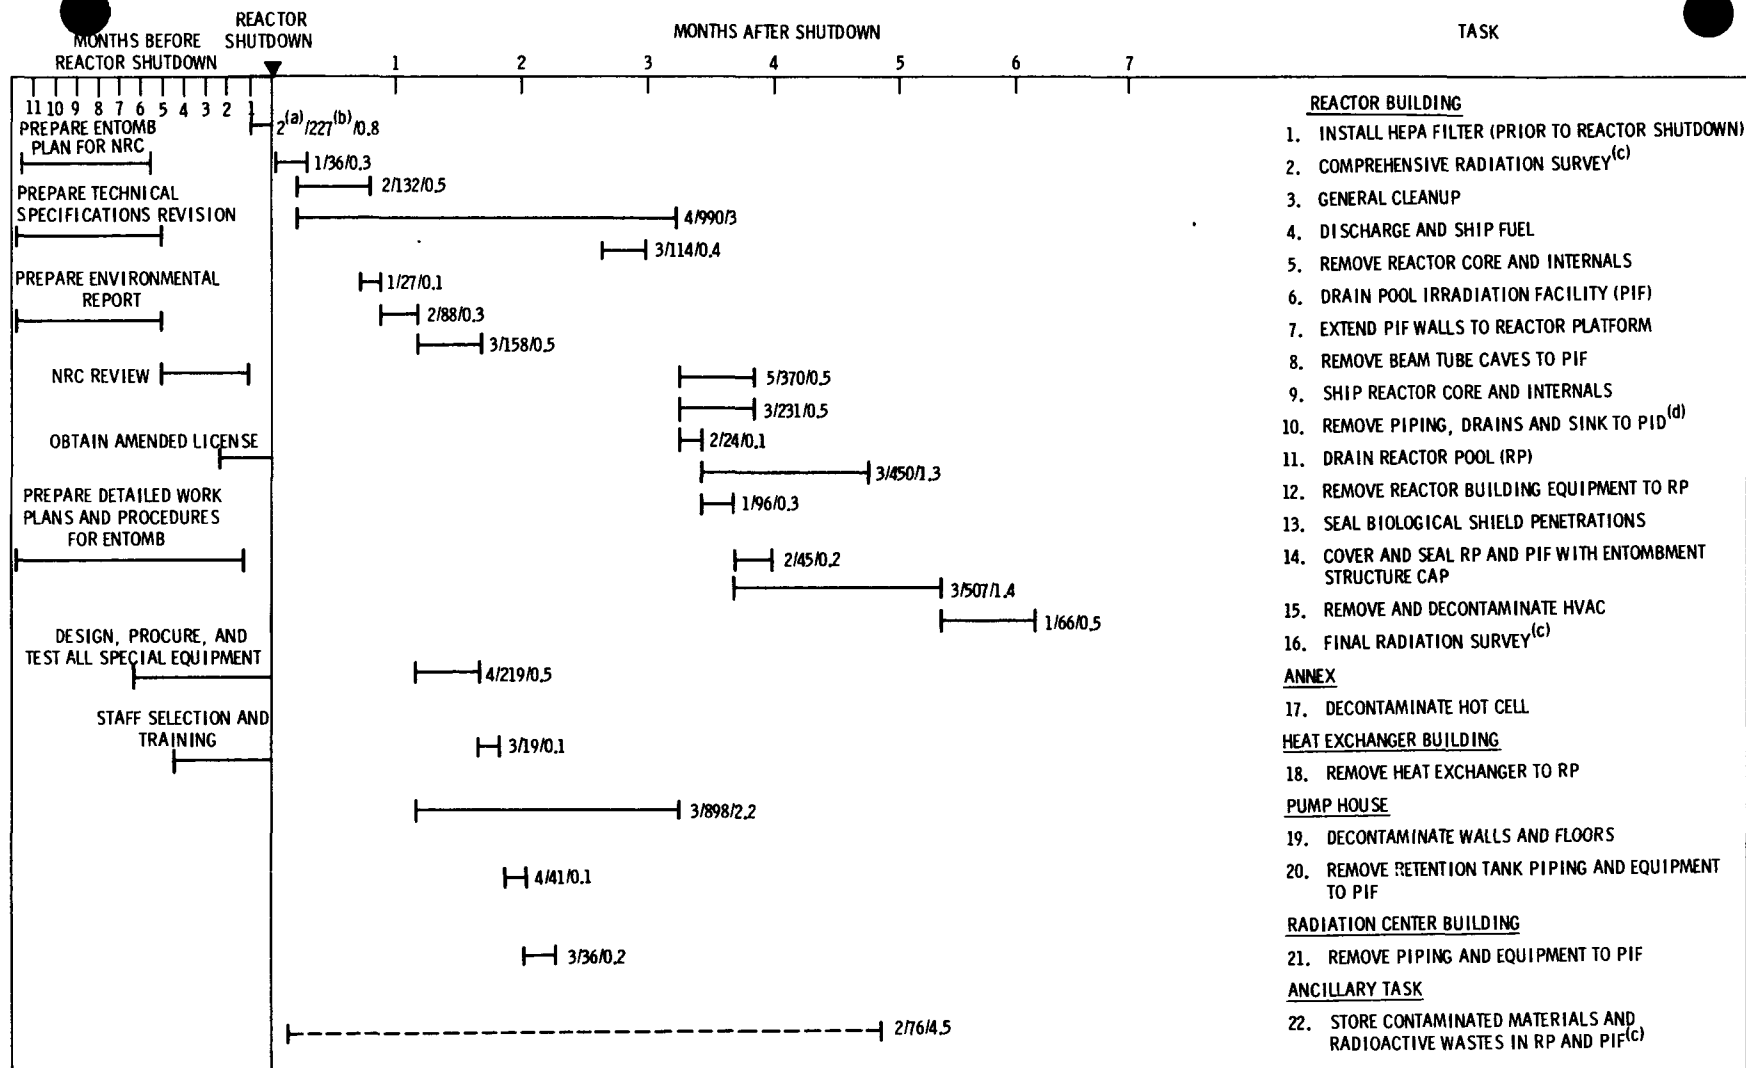 REACTOR
SHUTDOWN
MONTHS BEFORE
REACTOR SHUTDOWN
MONTHS AFTER SHUTDOWN
TASK
1 2 3 4 5 6 7
11 10 9 8 7 6 5 4 3 2 1
PREPARE ENTOMB
PLAN FOR NRC
PREPARE TECHNICAL
SPECIFICATIONS REVISION
PREPARE ENVIRONMENTAL
REPORT
NRC REVIEW
OBTAIN AMENDED LICENSE
PREPARE DETAILED WORK
PLANS AND PROCEDURES
FOR ENTOMB
DESIGN, PROCURE, AND
TEST ALL SPECIAL EQUIPMENT
STAFF SELECTION AND
TRAINING
2(a)/227(b)/0.8
1/36/0.3
2/132/0.5
4/990/3
3/114/0.4
1/27/0.1
2/88/0.3
3/158/0.5
5/370/0.5
3/231/0.5
2/24/0.1
3/450/1.3
1/96/0.3
2/45/0.2
3/507/1.4
1/66/0.5
4/219/0.5
3/19/0.1
3/898/2.2
4/41/0.1
3/36/0.2
2/76/4.5
REACTOR BUILDING
1. INSTALL HEPA FILTER (PRIOR TO REACTOR SHUTDOWN)
2. COMPREHENSIVE RADIATION SURVEY(c)
3. GENERAL CLEANUP
4. DISCHARGE AND SHIP FUEL
5. REMOVE REACTOR CORE AND INTERNALS
6. DRAIN POOL IRRADIATION FACILITY (PIF)
7. EXTEND PIF WALLS TO REACTOR PLATFORM
8. REMOVE BEAM TUBE CAVES TO PIF
9. SHIP REACTOR CORE AND INTERNALS
10. REMOVE PIPING, DRAINS AND SINK TO PID(d)
11. DRAIN REACTOR POOL (RP)
12. REMOVE REACTOR BUILDING EQUIPMENT TO RP
13. SEAL BIOLOGICAL SHIELD PENETRATIONS
14. COVER AND SEAL RP AND PIF WITH ENTOMBMENT
STRUCTURE CAP
15. REMOVE AND DECONTAMINATE HVAC
16. FINAL RADIATION SURVEY(c)
ANNEX
17. DECONTAMINATE HOT CELL
HEAT EXCHANGER BUILDING
18. REMOVE HEAT EXCHANGER TO RP
PUMP HOUSE
19. DECONTAMINATE WALLS AND FLOORS
20. REMOVE RETENTION TANK PIPING AND EQUIPMENT
TO PIF
RADIATION CENTER BUILDING
21. REMOVE PIPING AND EQUIPMENT TO PIF
ANCILLARY TASK
22. STORE CONTAMINATED MATERIALS AND
RADIOACTIVE WASTES IN RP AND PIF(c)